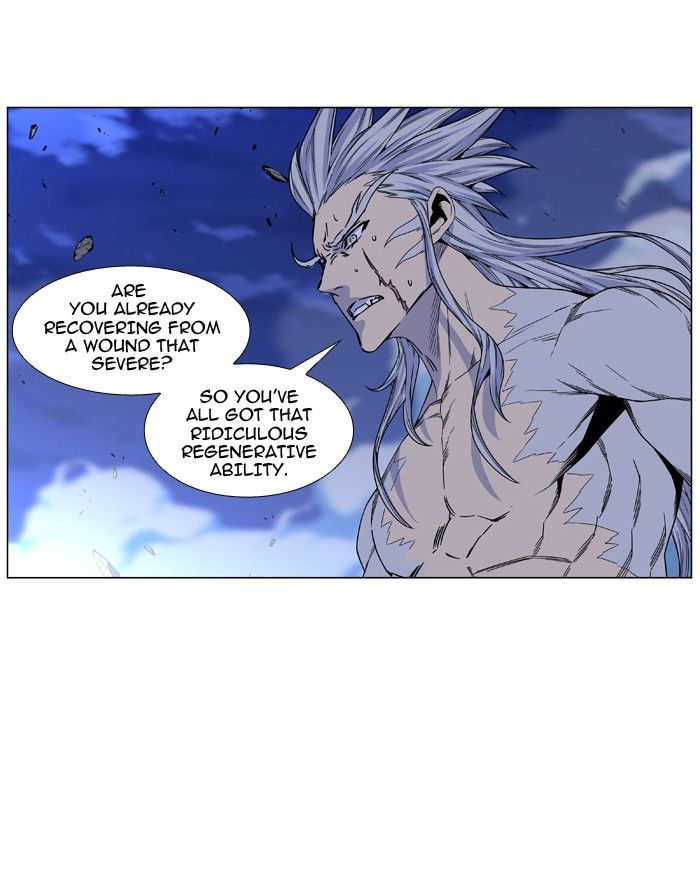 ARE
YOU ALREADY
RECOVERING FROM
A WOUND THAT
SEVERE?
SO YOU'VE
ALL GOT THAT
RIDICULOUS
REGENERATIVE
ABILITY.